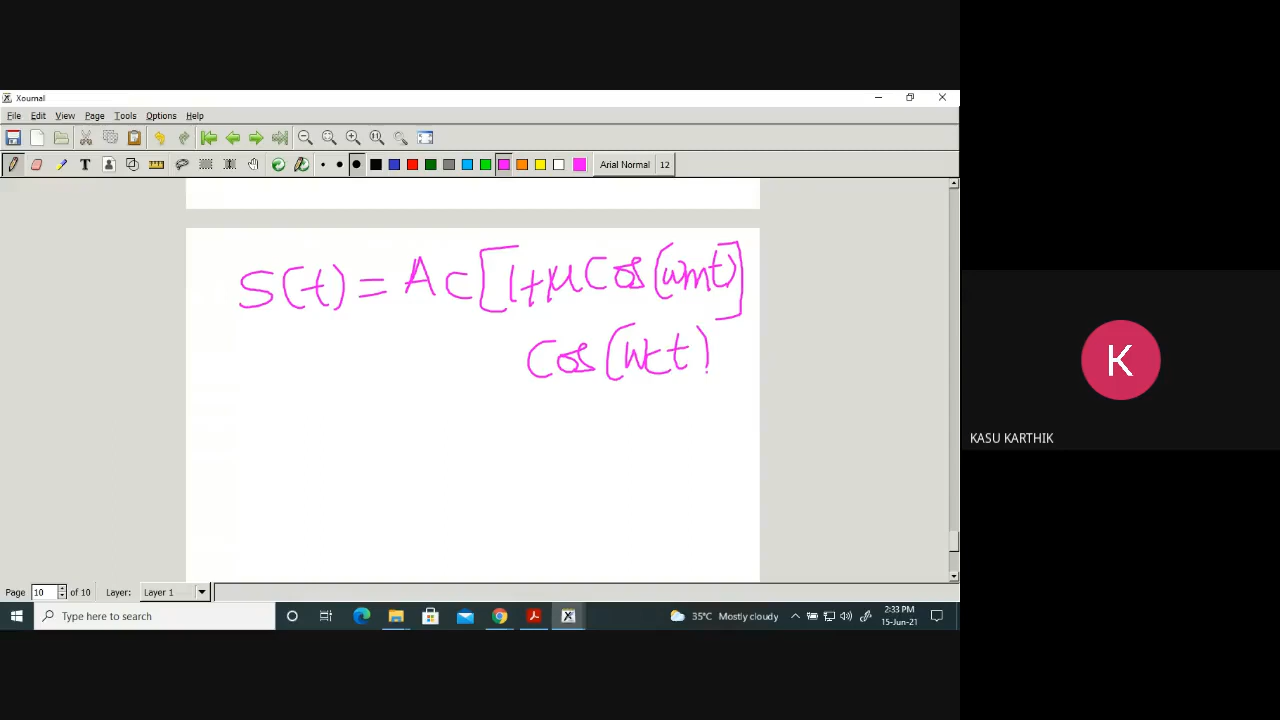 Xournal
File Edit View Page Tools Options Help
Arial Normal 12
S(t) = Ac[1+μCos(wmt)]
Cos(wct)
K
KASU KARTHIK
Page 10 of 10 Layer: Layer 1
Type here to search
35°C Mostly cloudy
2:33 PM
15-Jun-21